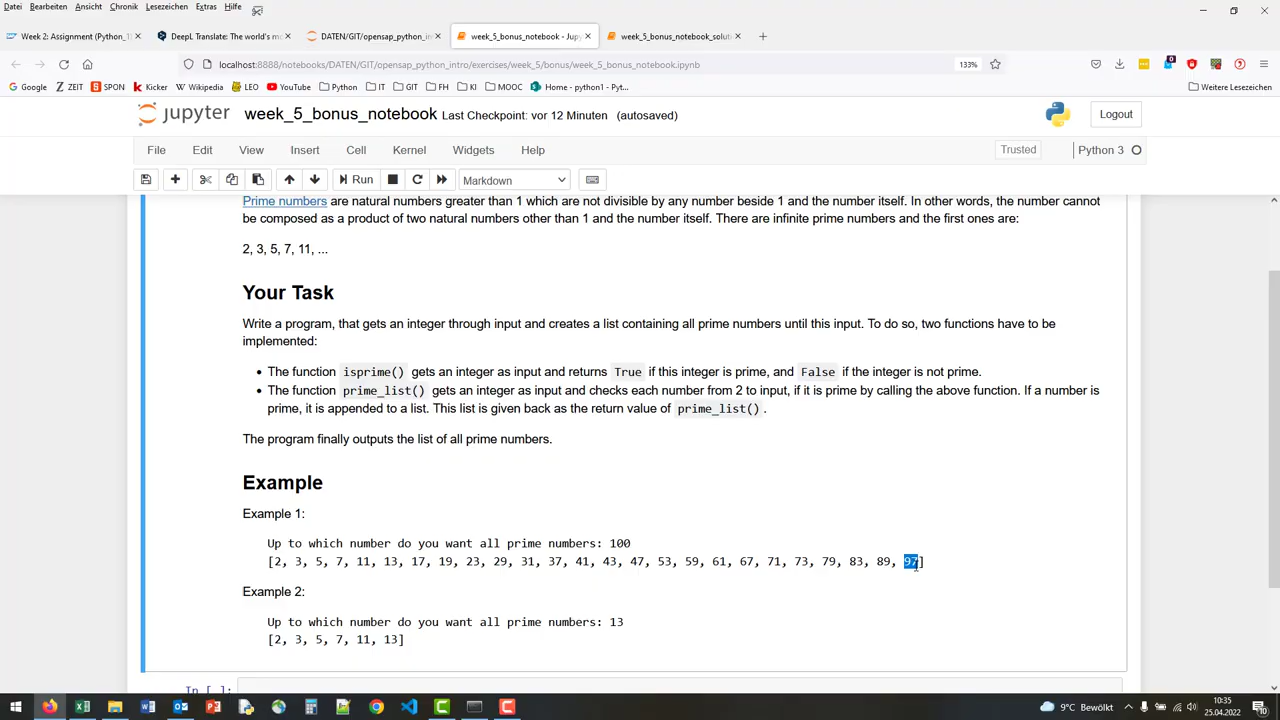 Datei Bearbeiten Ansicht Chronik Lesezeichen Extras Hilfe
Week 2: Assignment (Python_1
DeepL Translate: The world's mo
DATEN/GIT/opensap_python_in
week_5_bonus_notebook - Jupy
week_5_bonus_notebook_soluti
localhost:8888/notebooks/DATEN/GIT/opensap_python_intro/exercises/week_5/bonus/week_5_bonus_notebook.ipynb
133%
Google ZEIT SPON Kicker Wikipedia LEO YouTube Python IT GIT FH KI MOOC Home - python1 - Pyt... Weitere Lesezeichen
jupyter week_5_bonus_notebook Last Checkpoint: vor 12 Minuten (autosaved) Logout
File Edit View Insert Cell Kernel Widgets Help Trusted Python 3
Run Markdown
Prime numbers are natural numbers greater than 1 which are not divisible by any number beside 1 and the number itself. In other words, the number cannot
be composed as a product of two natural numbers other than 1 and the number itself. There are infinite prime numbers and the first ones are:
2, 3, 5, 7, 11, ...
Your Task
Write a program, that gets an integer through input and creates a list containing all prime numbers until this input. To do so, two functions have to be
implemented:
• The function isprime() gets an integer as input and returns True if this integer is prime, and False if the integer is not prime.
• The function prime_list() gets an integer as input and checks each number from 2 to input, if it is prime by calling the above function. If a number is
prime, it is appended to a list. This list is given back as the return value of prime_list() .
The program finally outputs the list of all prime numbers.
Example
Example 1:
Up to which number do you want all prime numbers: 100
[2, 3, 5, 7, 11, 13, 17, 19, 23, 29, 31, 37, 41, 43, 47, 53, 59, 61, 67, 71, 73, 79, 83, 89, 97]
Example 2:
Up to which number do you want all prime numbers: 13
[2, 3, 5, 7, 11, 13]
In [ ]:
9°C Bewölkt
10:35
25.04.2022